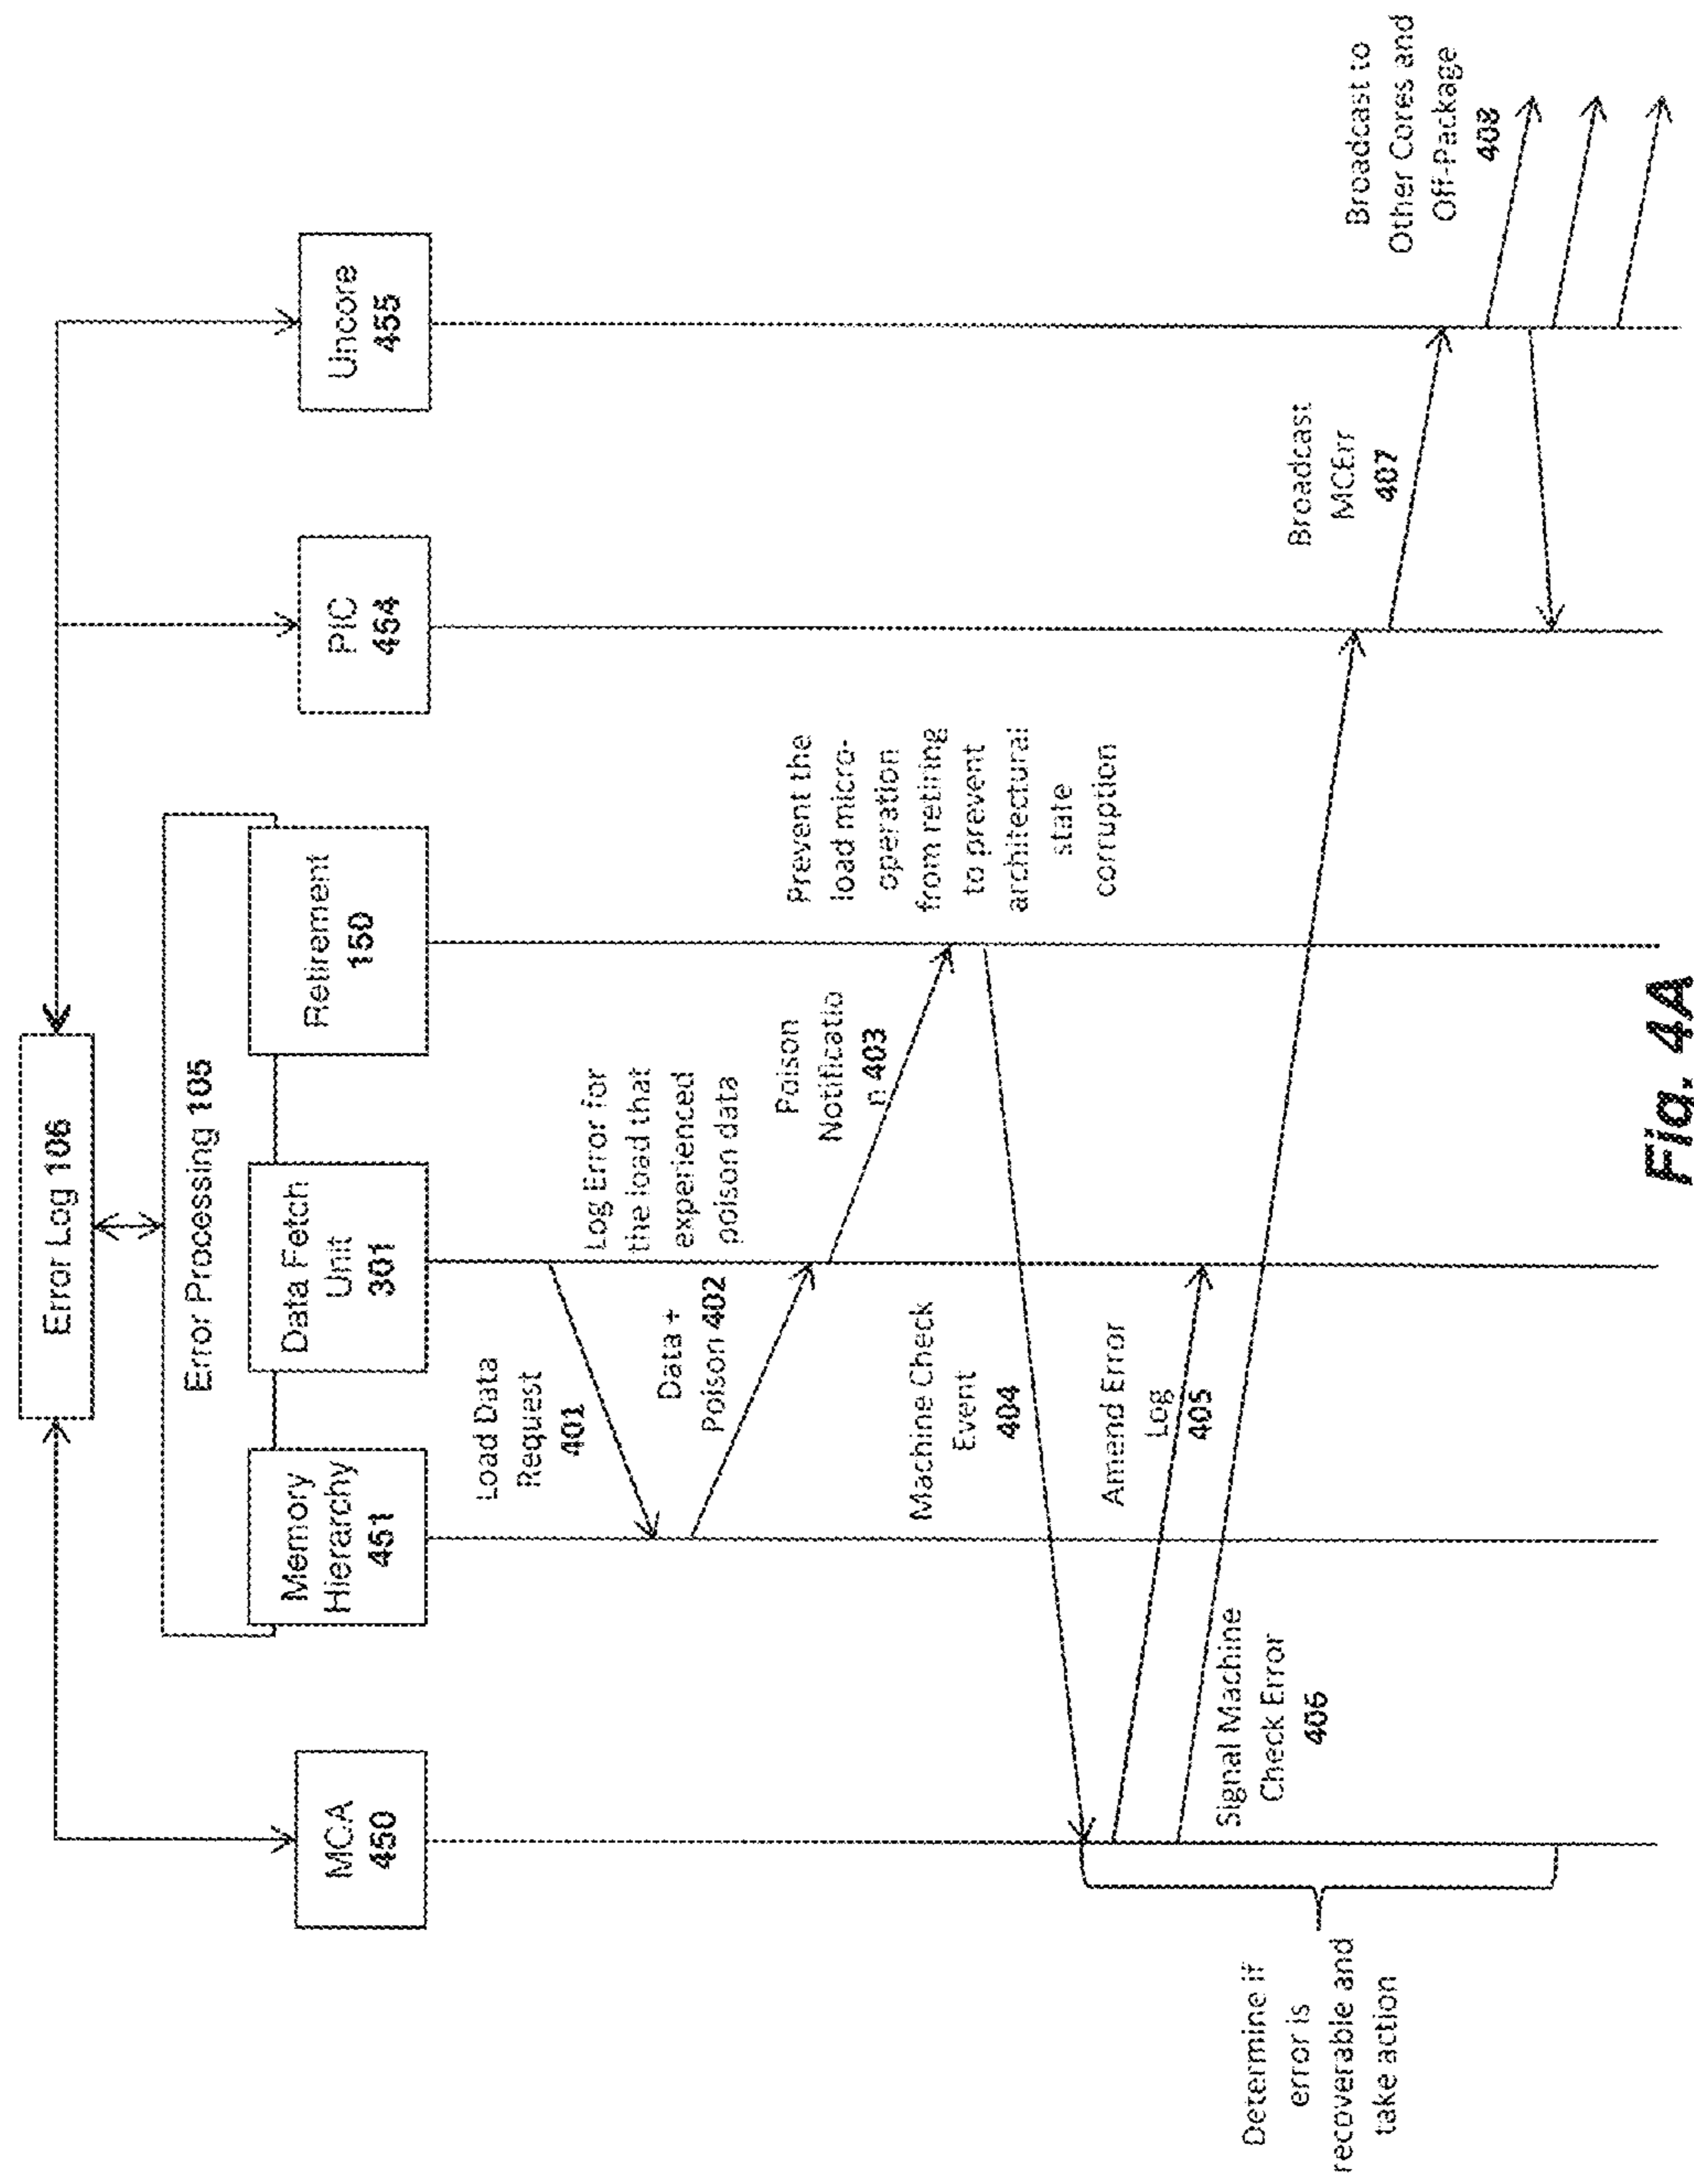 Error Log 106
Error Processing 105
MCA
450
Memory
Hierarchy
451
Data Fetch
Unit
301
Retirement
150
PIC
454
Uncore
455
Load Data
Request
401
Log Error for
the load that
experienced
poison data
Data +
Poison 402
Poison
Notificatio
n 403
Prevent the
load micro-
operation
from retiring
to prevent
architectural
state
corruption
Machine Check
Event
404
Amend Error
Log
405
Signal Machine
Check Error
406
Determine if
error is
recoverable and
take action
Broadcast
MCErr
407
Broadcast to
Other Cores and
Off-Package
408
Fig. 4A